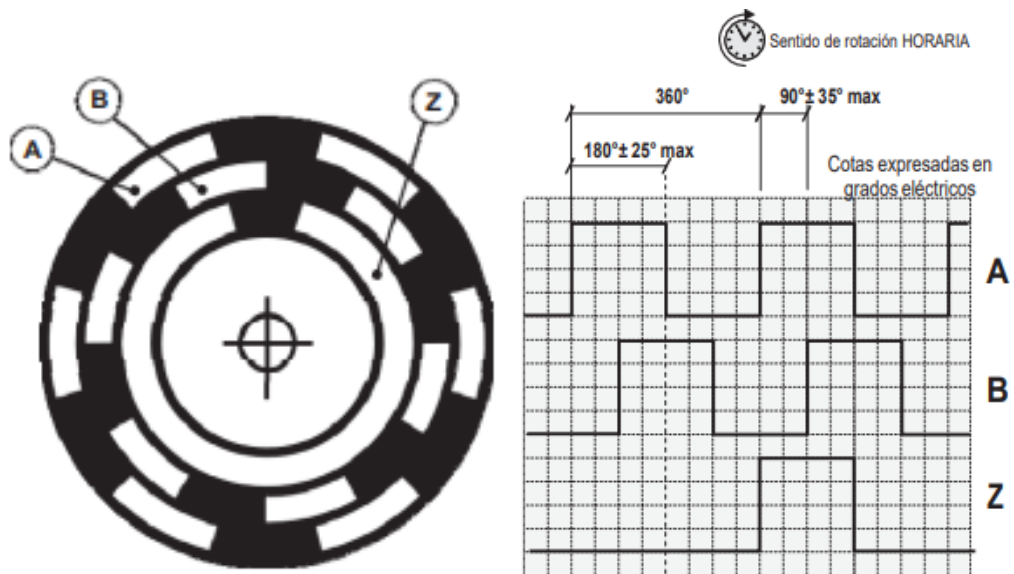 Sentido de rotación HORARIA
B
Z
A
360°
90°± 35° max
180°± 25° max
Cotas expresadas en
grados eléctricos
A
B
Z